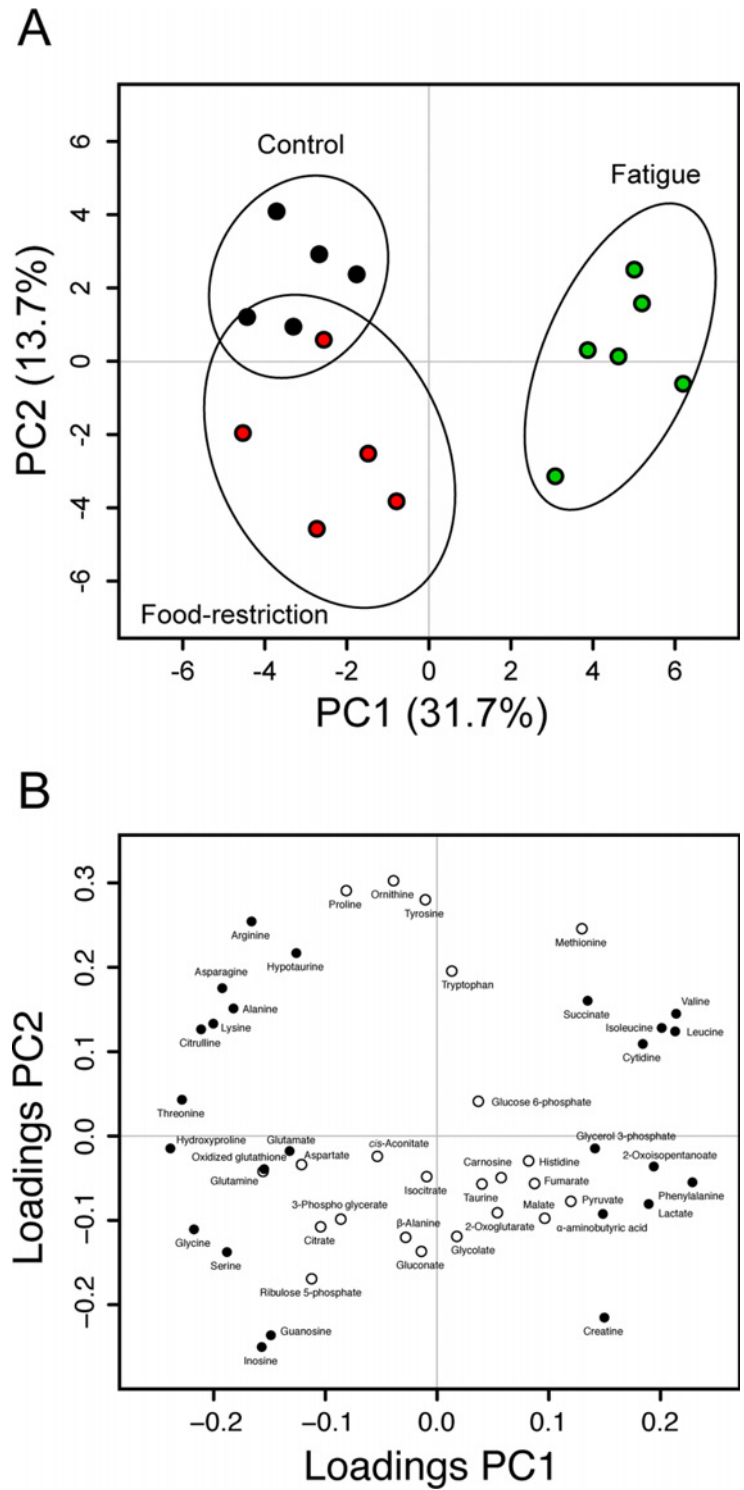 A
Control
Fatigue
Food-restriction
6
4
2
0
-2
-4
-6
PC2 (13.7%)
-6 -4 -2 0 2 4 6
PC1 (31.7%)
B
Proline
Ornithine
Tyrosine
Arginine
Methionine
Hypotaurine
Tryptophan
Asparagine
Alanine
Succinate
Valine
Lysine
Isoleucine
Leucine
Citrulline
Cytidine
Threonine
Glucose 6-phosphate
Hydroxyproline
Glutamate
cis-Aconitate
Glycerol 3-phosphate
Oxidized glutathione
Aspartate
Carnosine
Histidine
2-Oxoisopentanoate
Glutamine
Isocitrate
Taurine
Fumarate
Phenylalanine
3-Phospho glycerate
Malate
Pyruvate
Lactate
β-Alanine
2-Oxoglutarate
α-aminobutyric acid
Glycine
Citrate
Gluconate
Glycolate
Serine
Ribulose 5-phosphate
Guanosine
Creatine
Inosine
0.3
0.2
0.1
0.0
−0.1
−0.2
Loadings PC2
−0.2 −0.1 0.0 0.1 0.2
Loadings PC1